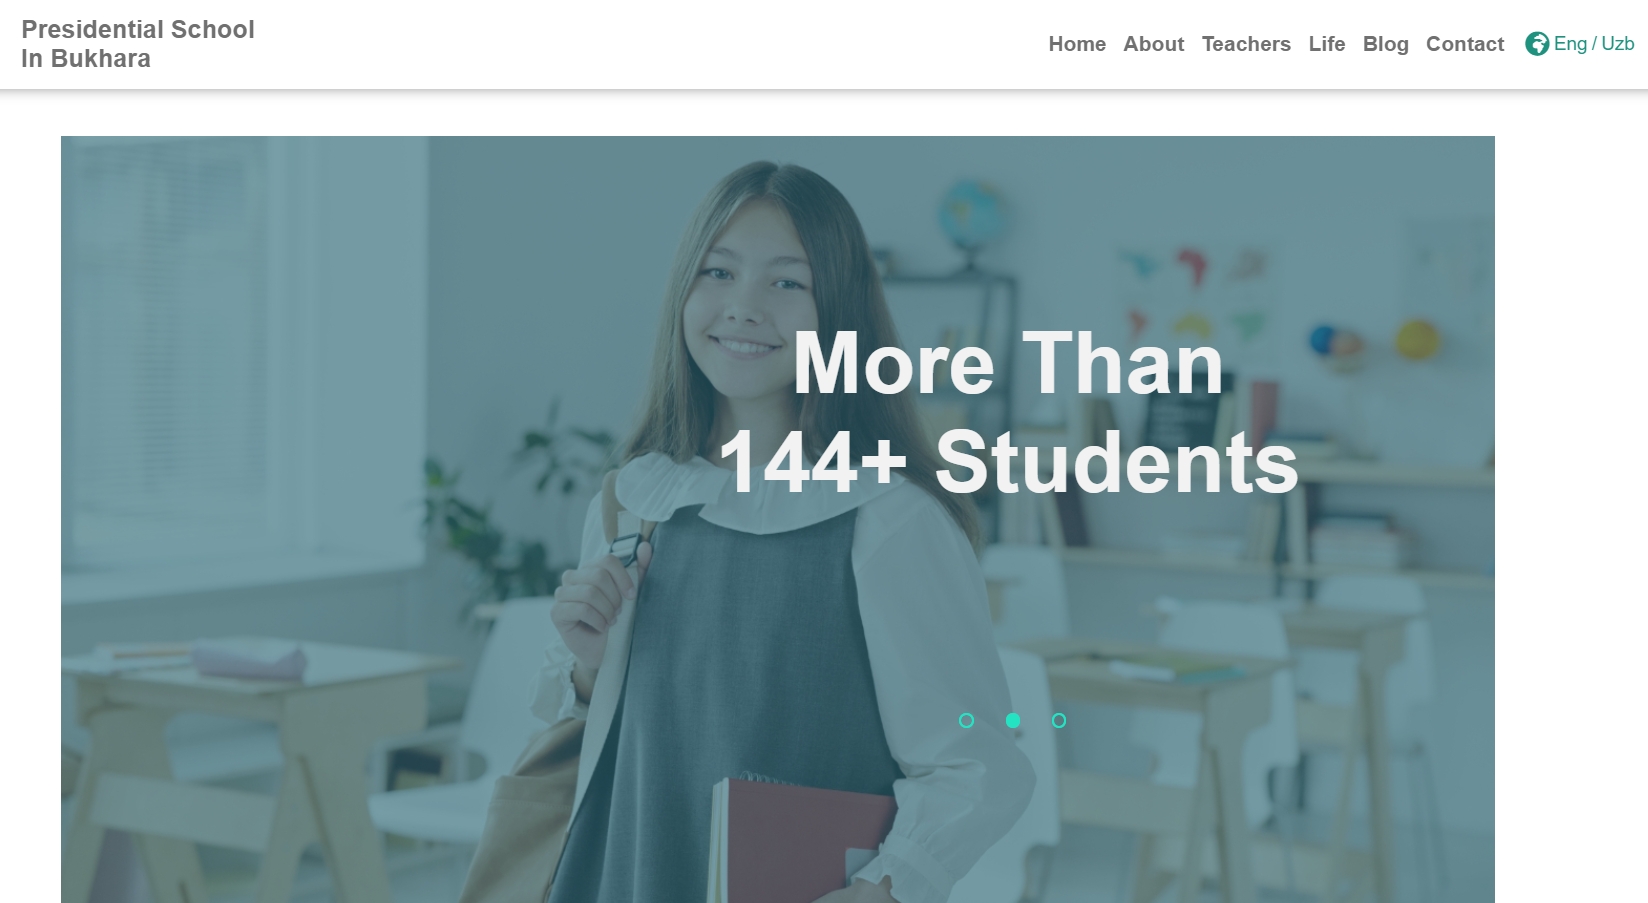 Presidential School
In Bukhara
Home About Teachers Life Blog Contact Eng / Uzb
More Than
144+ Students